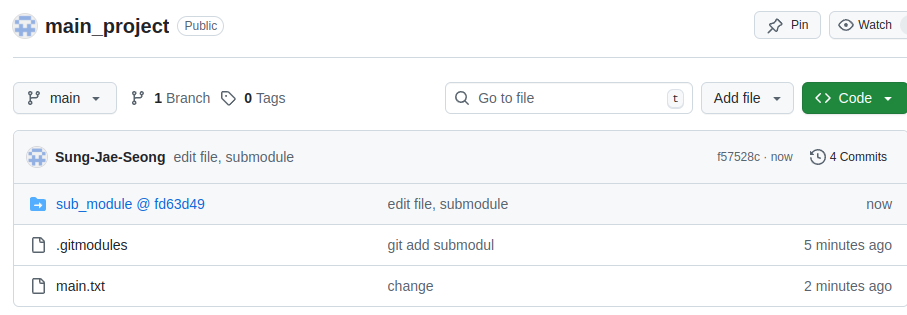 main_project Public Pin Watch
main 1 Branch 0 Tags Go to file t Add file Code
Sung-Jae-Seong edit file, submodule f57528c · now 4 Commits
sub_module @ fd63d49 edit file, submodule now
.gitmodules git add submodul 5 minutes ago
main.txt change 2 minutes ago